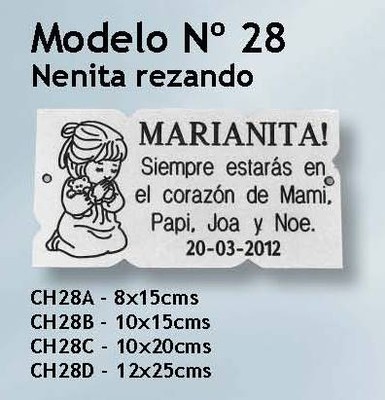 Modelo Nº 28
Nenita rezando
MARIANITA!
Siempre estarás en
el corazón de Mami,
Papi, Joa y Noe.
20-03-2012
CH28A - 8x15cms
CH28B - 10x15cms
CH28C - 10x20cms
CH28D - 12x25cms